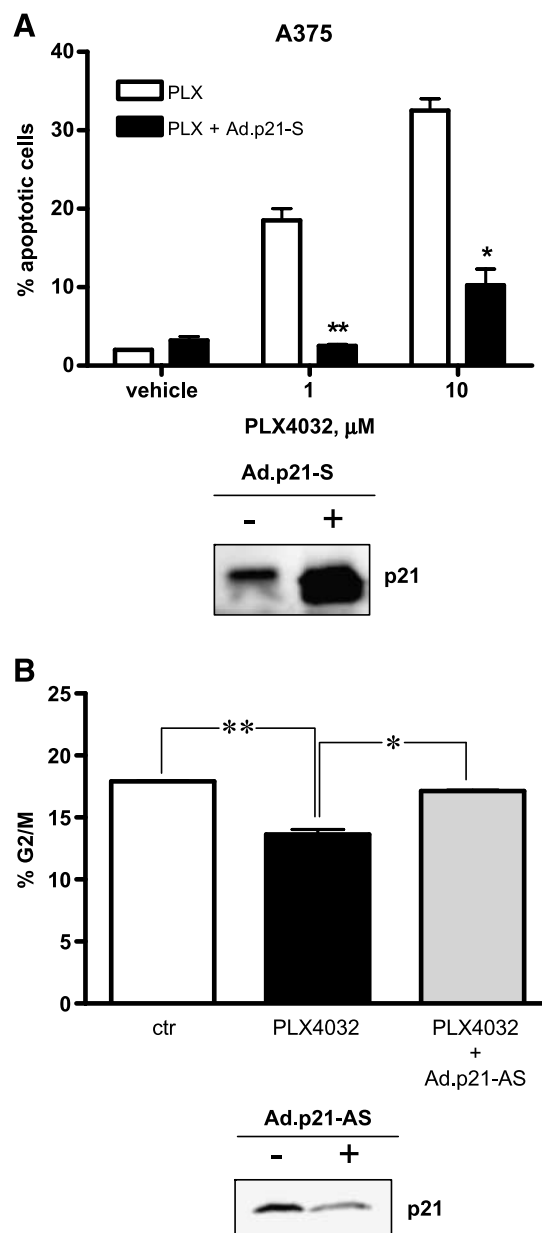 A
A375
40
30
20
10
0
% apoptotic cells
PLX
PLX + Ad.p21-S
**
*
vehicle 1 10
PLX4032, μM
Ad.p21-S
- +
p21
B
25
20
15
10
5
0
% G2/M
** *
ctr PLX4032 PLX4032
+
Ad.p21-AS
Ad.p21-AS
- +
p21